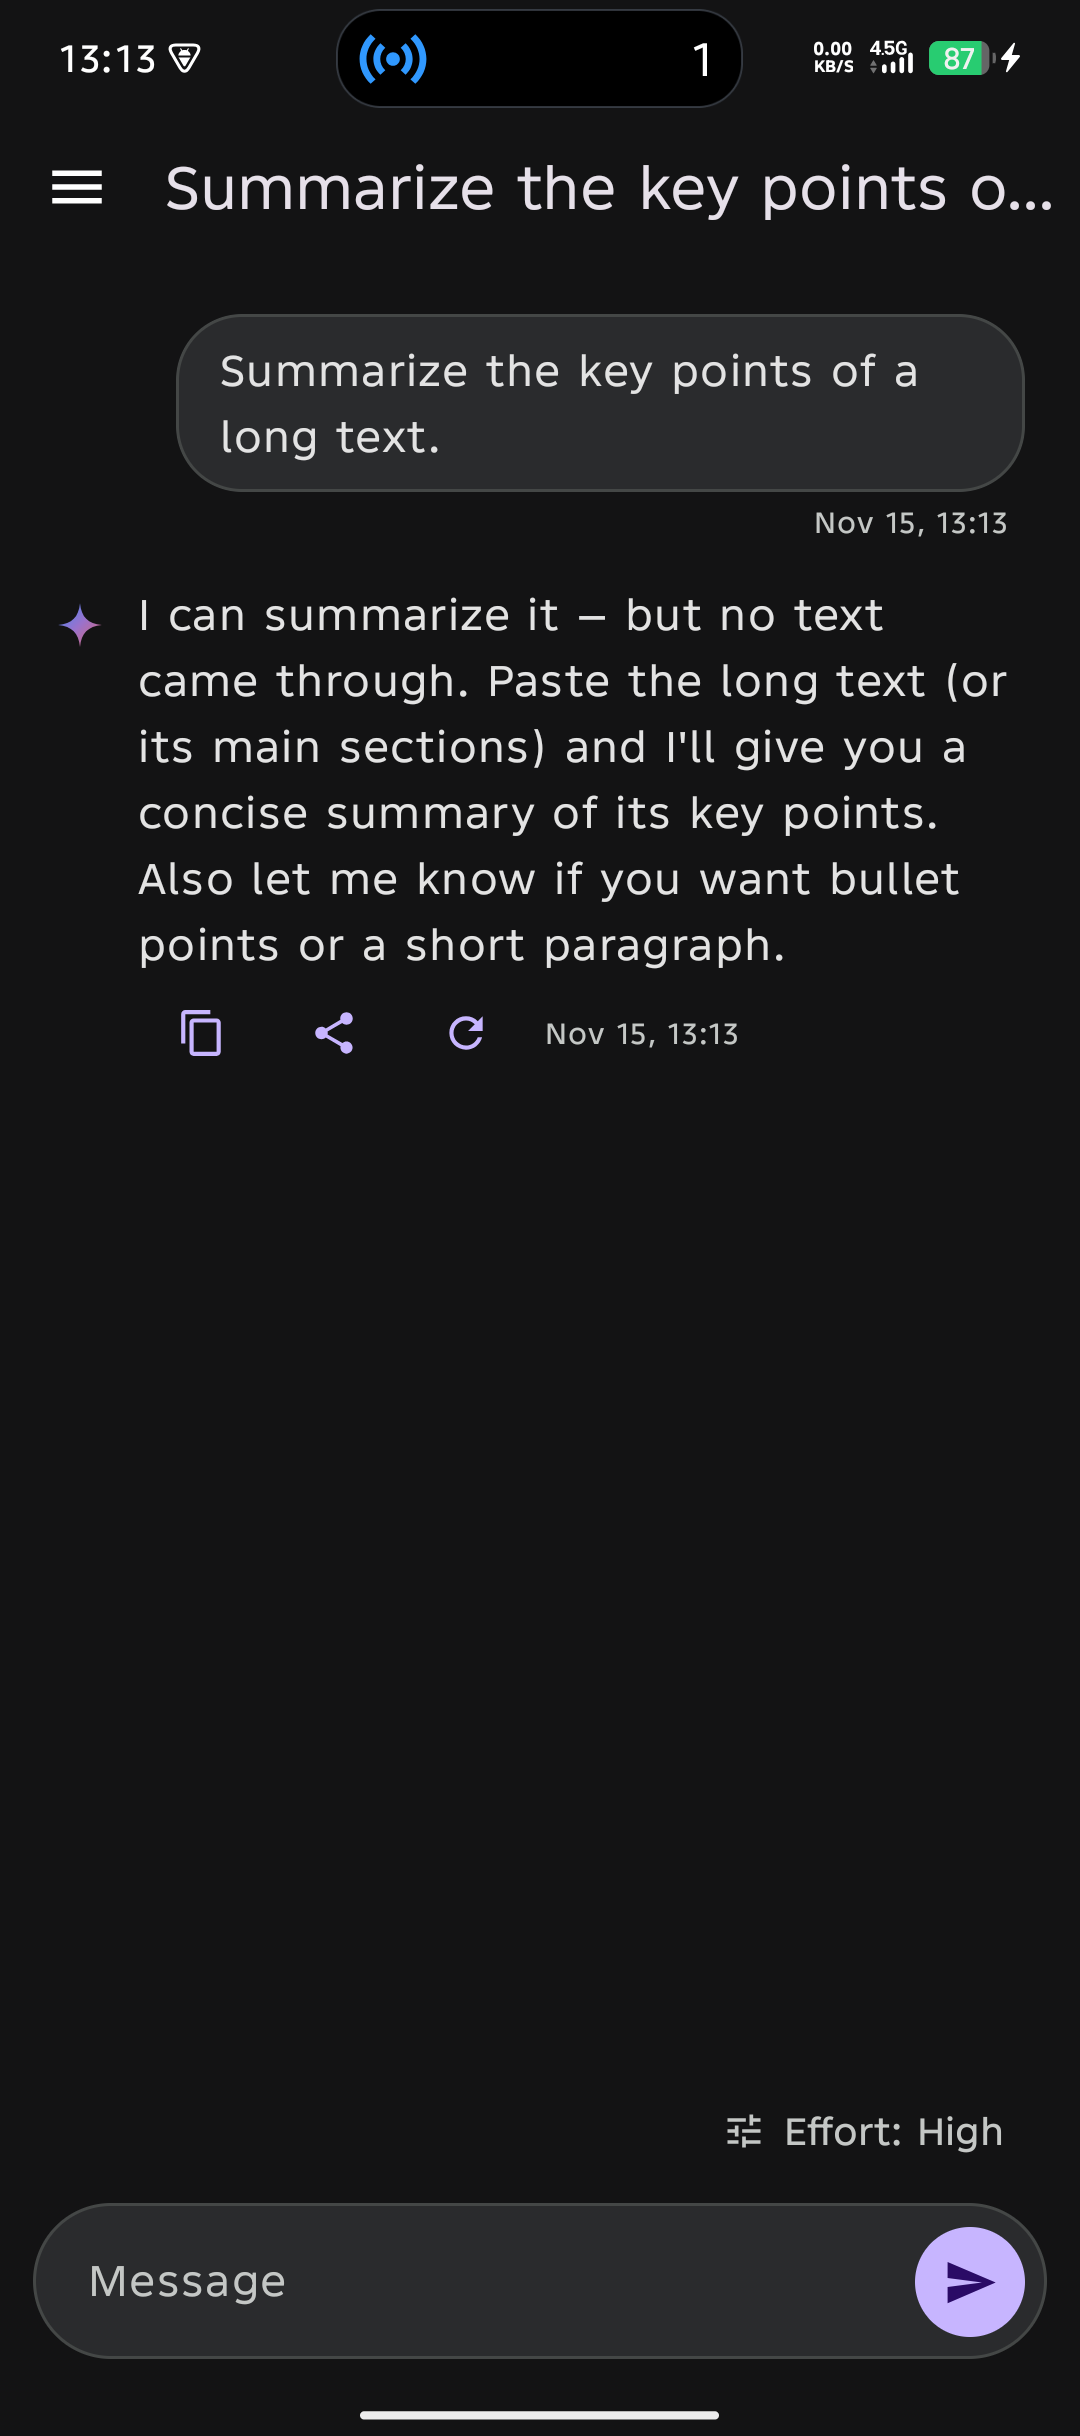 13:13
1
0.00
KB/S
4.5G
87
Summarize the key points o...
Summarize the key points of a
long text.
Nov 15, 13:13
I can summarize it – but no text
came through. Paste the long text (or
its main sections) and I'll give you a
concise summary of its key points.
Also let me know if you want bullet
points or a short paragraph.
Nov 15, 13:13
Effort: High
Message